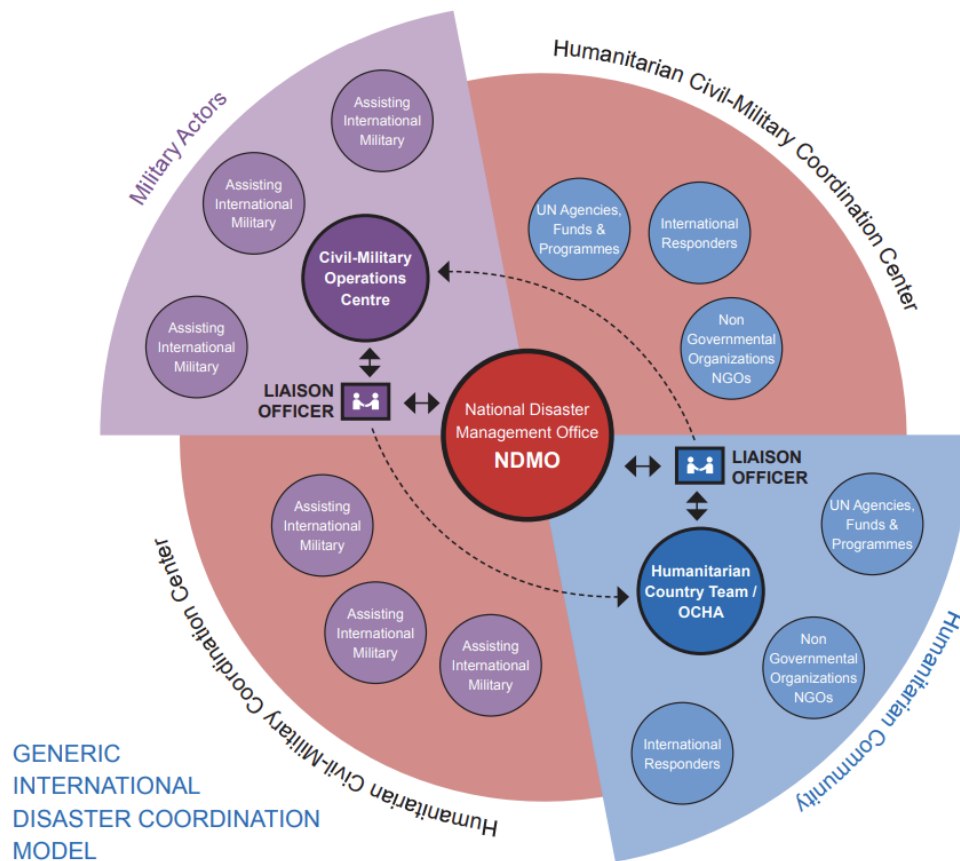 Military Actors
Humanitarian Civil-Military Coordination Center
Assisting
International
Military
Assisting
International
Military
Assisting
International
Military
Civil-Military
Operations
Centre
LIAISON
OFFICER
UN Agencies,
Funds &
Programmes
International
Responders
Non
Governmental
Organizations
NGOs
National Disaster
Management Office
NDMO
LIAISON
OFFICER
Humanitarian
Country Team /
OCHA
UN Agencies,
Funds &
Programmes
Non
Governmental
Organizations
NGOs
International
Responders
Humanitarian Community
Assisting
International
Military
Assisting
International
Military
Assisting
International
Military
Humanitarian Civil-Military Coordination Center
GENERIC
INTERNATIONAL
DISASTER COORDINATION
MODEL